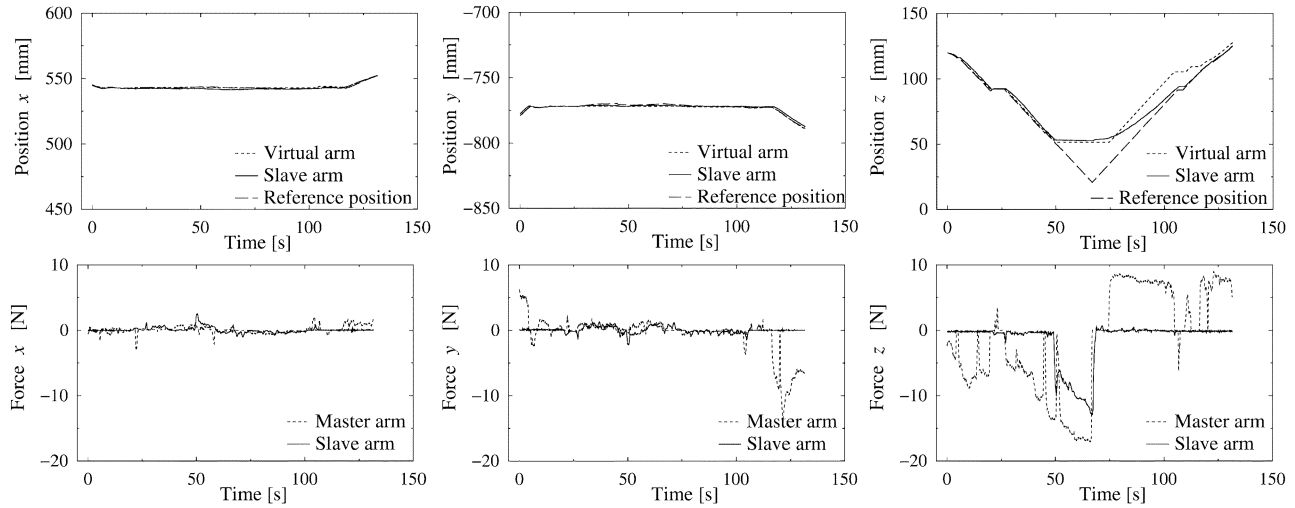 600
550
500
450
Position x [mm]
0
50
100
150
Time [s]
Virtual arm
Slave arm
Reference position
−700
−750
−800
−850
Position y [mm]
0
50
100
150
Time [s]
Virtual arm
Slave arm
Reference position
150
100
50
0
Position z [mm]
0
50
100
150
Time [s]
Virtual arm
Slave arm
Reference position
10
0
−10
−20
Force x [N]
0
50
100
150
Time [s]
Master arm
Slave arm
10
0
−10
−20
Force y [N]
0
50
100
150
Time [s]
Master arm
Slave arm
10
0
−10
−20
Force z [N]
0
50
100
150
Time [s]
Master arm
Slave arm